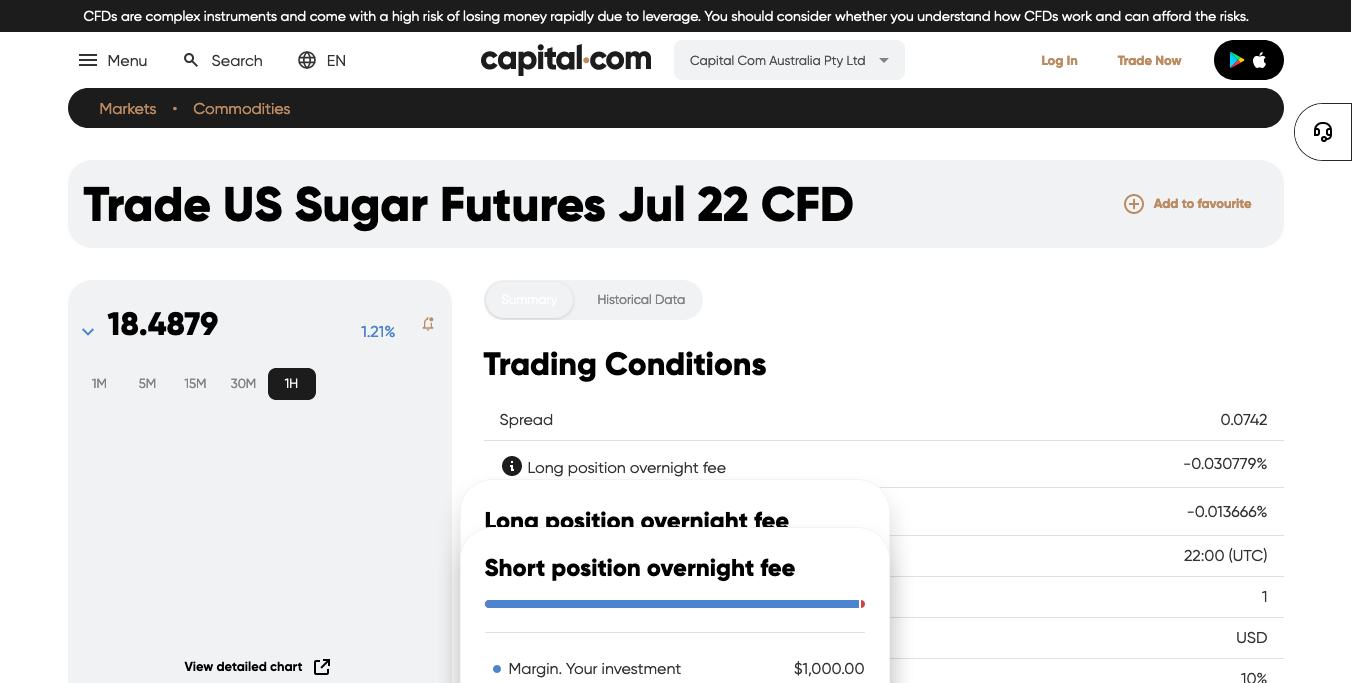 CFDs are complex instruments and come with a high risk of losing money rapidly due to leverage. You should consider whether you understand how CFDs work and can afford the risks.
Menu Search EN capital.com Capital Com Australia Pty Ltd Log In Trade Now
Markets • Commodities
Trade US Sugar Futures Jul 22 CFD
Add to favourite
Summary Historical Data
18.4879 1.21%
1M 5M 15M 30M 1H
View detailed chart
Trading Conditions
Spread 0.0742
Long position overnight fee -0.030779%
-0.013666%
22:00 (UTC)
1
USD
10%
Long position overnight fee
Short position overnight fee
Margin. Your investment $1,000.00